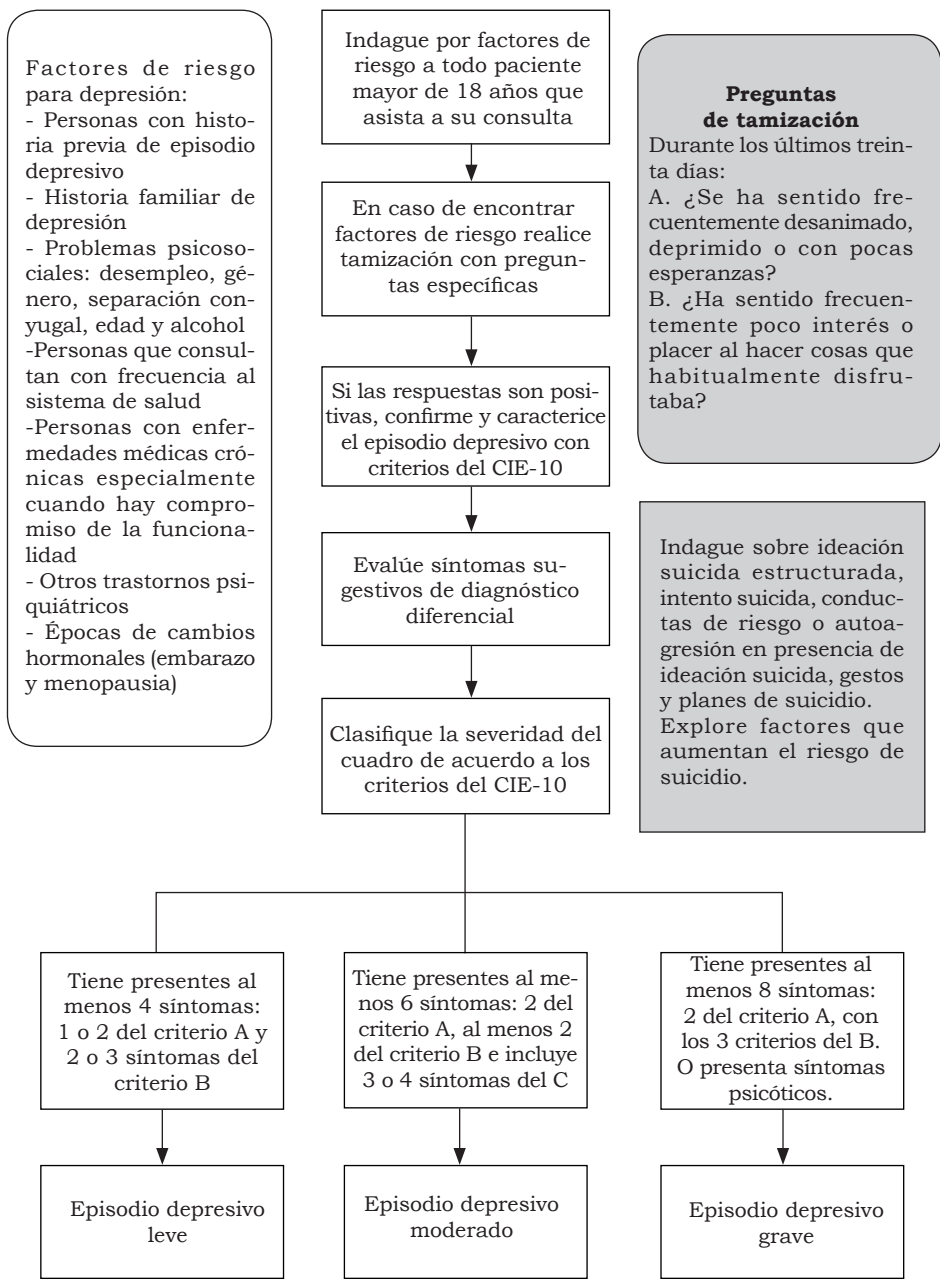 Factores de riesgo
para depresión:
- Personas con histo-
ria previa de episodio
depresivo
- Historia familiar de
depresión
- Problemas psicoso-
ciales: desempleo, gé-
nero, separación con-
yugal, edad y alcohol
-Personas que consul-
tan con frecuencia al
sistema de salud
-Personas con enfer-
medades médicas cró-
nicas especialmente
cuando hay compro-
miso de la funciona-
lidad
- Otros trastornos psi-
quiátricos
- Épocas de cambios
hormonales (embarazo
y menopausia)
Indague por factores de
riesgo a todo paciente
mayor de 18 años que
asista a su consulta
En caso de encontrar
factores de riesgo realice
tamización con pregun-
tas específicas
Si las respuestas son posi-
tivas, confirme y caracterice
el episodio depresivo con
criterios del CIE-10
Evalúe síntomas su-
gestivos de diagnóstico
diferencial
Clasifique la severidad del
cuadro de acuerdo a los
criterios del CIE-10
Preguntas
de tamización
Durante los últimos trein-
ta días:
A. ¿Se ha sentido fre-
cuentemente desanimado,
deprimido o con pocas
esperanzas?
B. ¿Ha sentido frecuen-
temente poco interés o
placer al hacer cosas que
habitualmente disfru-
taba?
Indague sobre ideación
suicida estructurada,
intento suicida, conduc-
tas de riesgo o autoa-
gresión en presencia de
ideación suicida, gestos
y planes de suicidio.
Explore factores que
aumentan el riesgo de
suicidio.
Tiene presentes al
menos 4 síntomas:
1 o 2 del criterio A y
2 o 3 síntomas del
criterio B
Tiene presentes al me-
nos 6 síntomas: 2 del
criterio A, al menos 2
del criterio B e incluye
3 o 4 síntomas del C
Tiene presentes al
menos 8 síntomas:
2 del criterio A, con
los 3 criterios del B.
O presenta síntomas
psicóticos.
Episodio depresivo
leve
Episodio depresivo
moderado
Episodio depresivo
grave